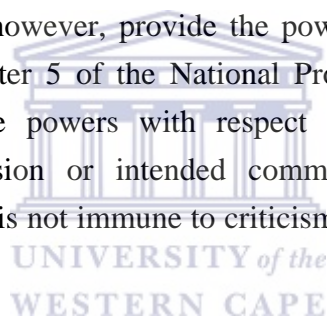 however, provide the pow
ter 5 of the National Pro
e powers with respect
sion or intended comm
is not immune to criticism
UNIVERSITY of the
WESTERN CAPE